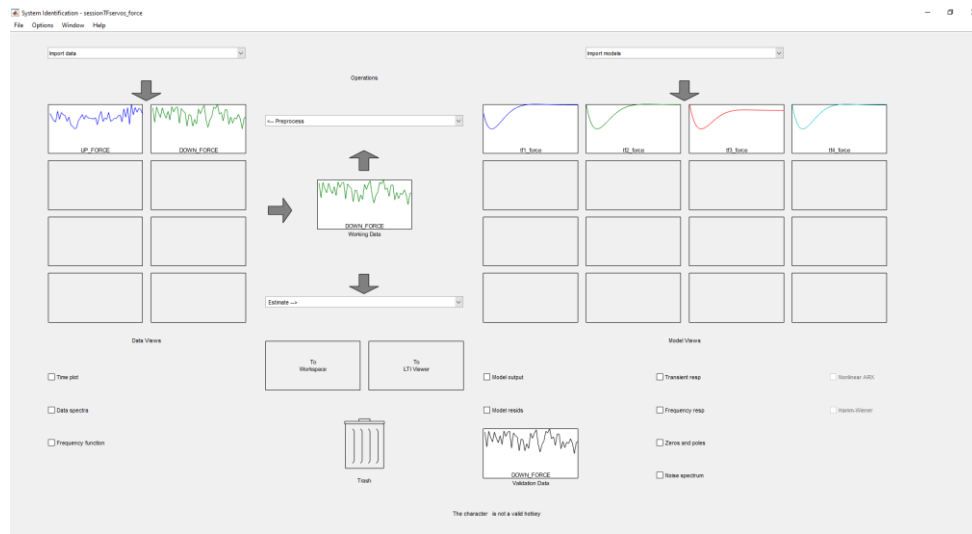 System Identification - sessionTFservos_force
File Options Window Help
Import data
Import models
Operations
<-- Preprocess
UP_FORCE
DOWN_FORCE
tf1_force
tf2_force
tf3_force
tf4_force
DOWN_FORCE
Working Data
Estimate -->
Data Views
Model Views
To
Workspace
To
LTI Viewer
Time plot
Model output
Transient resp
Nonlinear ARX
Data spectra
Model resids
Frequency resp
Hamm-Wiener
Frequency function
Zeros and poles
DOWN_FORCE
Validation Data
Trash
Noise spectrum
The character is not a valid hotkey